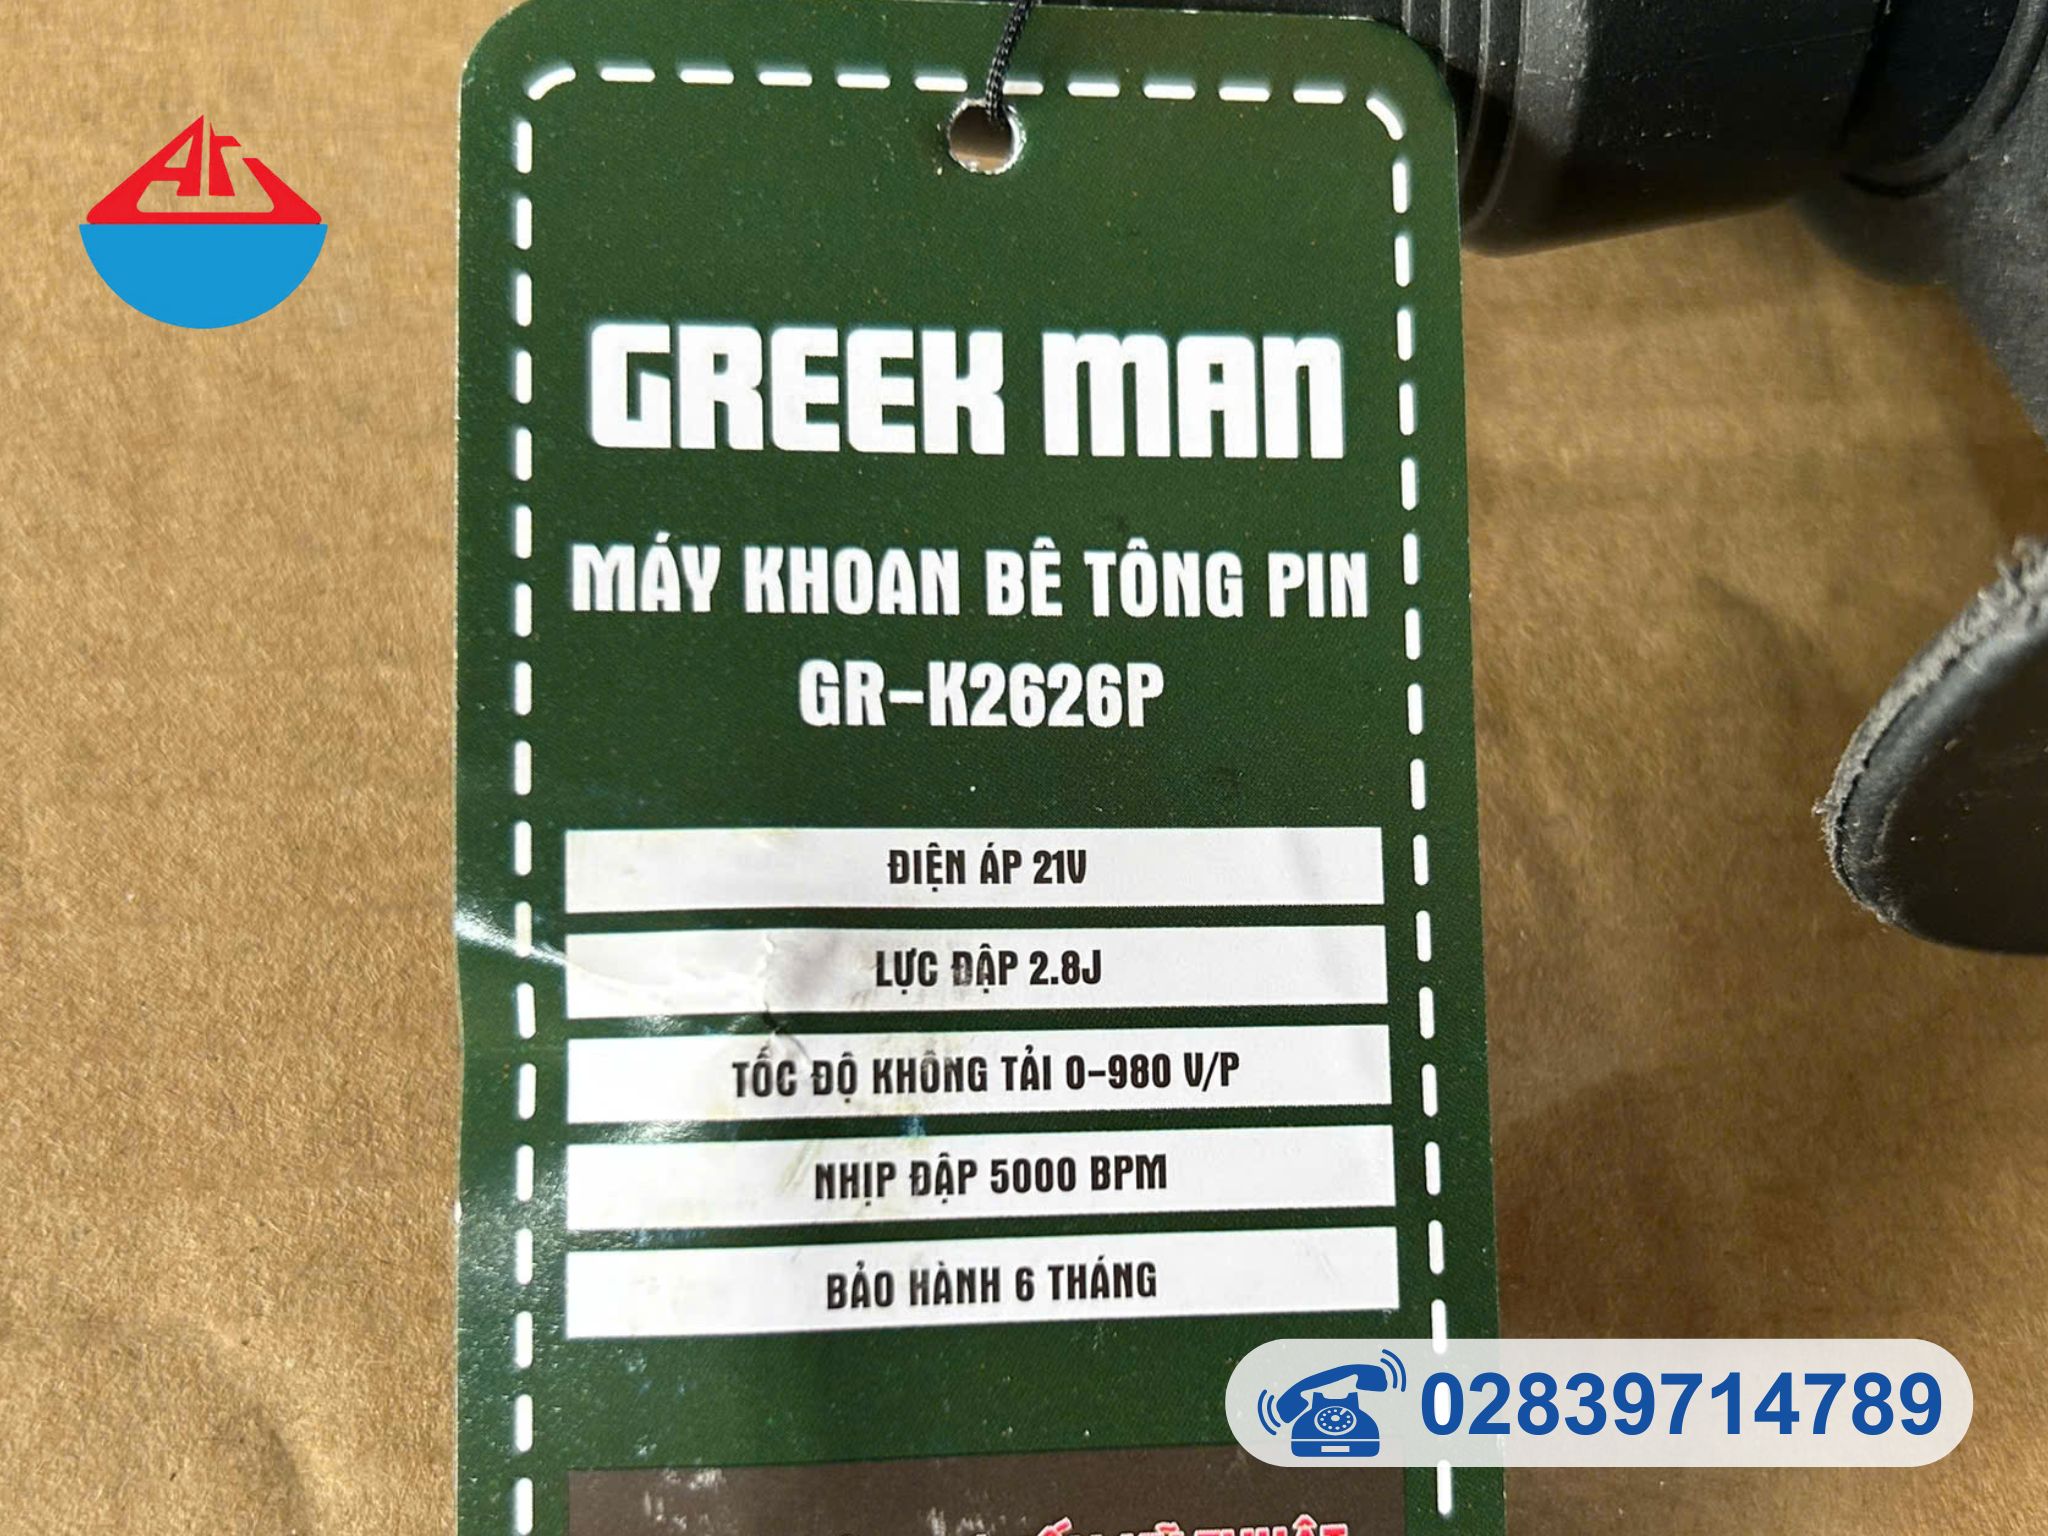 GREEK MAN
MÁY KHOAN BÊ TÔNG PIN
GR-K2626P
ĐIỆN ÁP 21V
LỰC ĐẬP 2.8J
TỐC ĐỘ KHÔNG TẢI 0-980 V/P
NHỊP ĐẬP 5000 BPM
BẢO HÀNH 6 THÁNG
02839714789